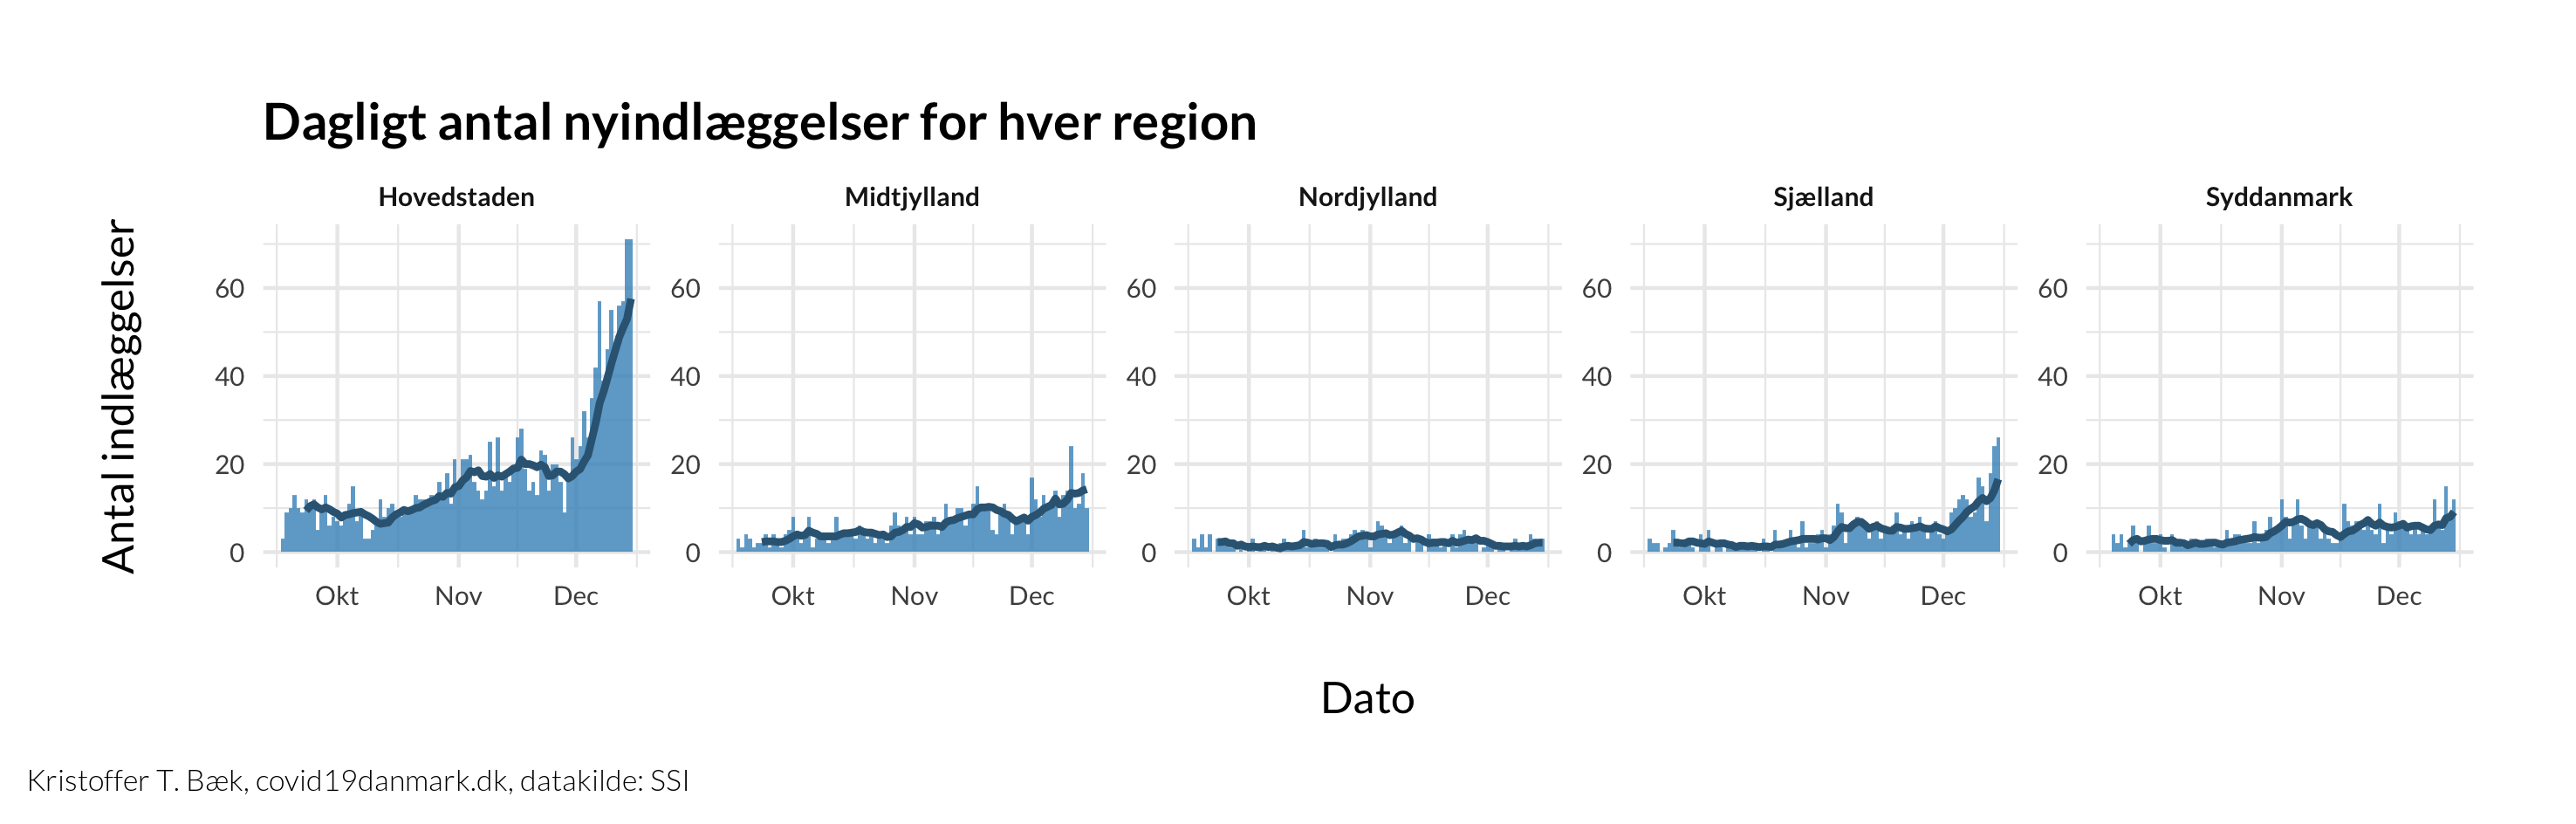 Dagligt antal nyindlæggelser for hver region
Hovedstaden
Midtjylland
Nordjylland
Sjælland
Syddanmark
Antal indlæggelser
60
40
20
0
Okt Nov Dec
60
40
20
0
Okt Nov Dec
60
40
20
0
Okt Nov Dec
60
40
20
0
Okt Nov Dec
60
40
20
0
Okt Nov Dec
Dato
Kristoffer T. Bæk, covid19danmark.dk, datakilde: SSI